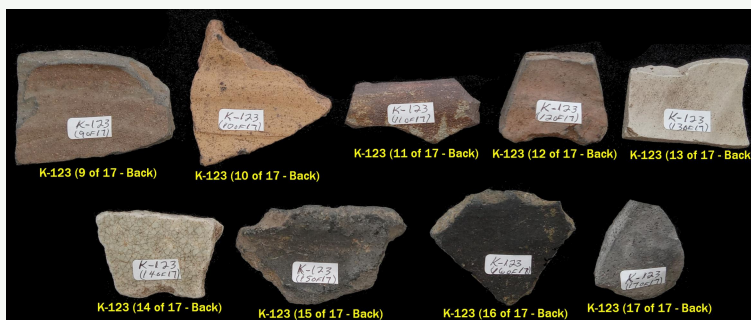 K-123
(9 of 17)
K-123
(10 of 17)
K-123
(11 of 17)
K-123
(12 of 17)
K-123
(13 of 17)
K-123 (9 of 17 - Back)
K-123 (10 of 17 - Back)
K-123 (11 of 17 - Back)
K-123 (12 of 17 - Back)
K-123 (13 of 17 - Back)
K-123
(14 of 17)
K-123
(15 of 17)
K-123
(16 of 17)
K-123
(17 of 17)
K-123 (14 of 17 - Back)
K-123 (15 of 17 - Back)
K-123 (16 of 17 - Back)
K-123 (17 of 17 - Back)